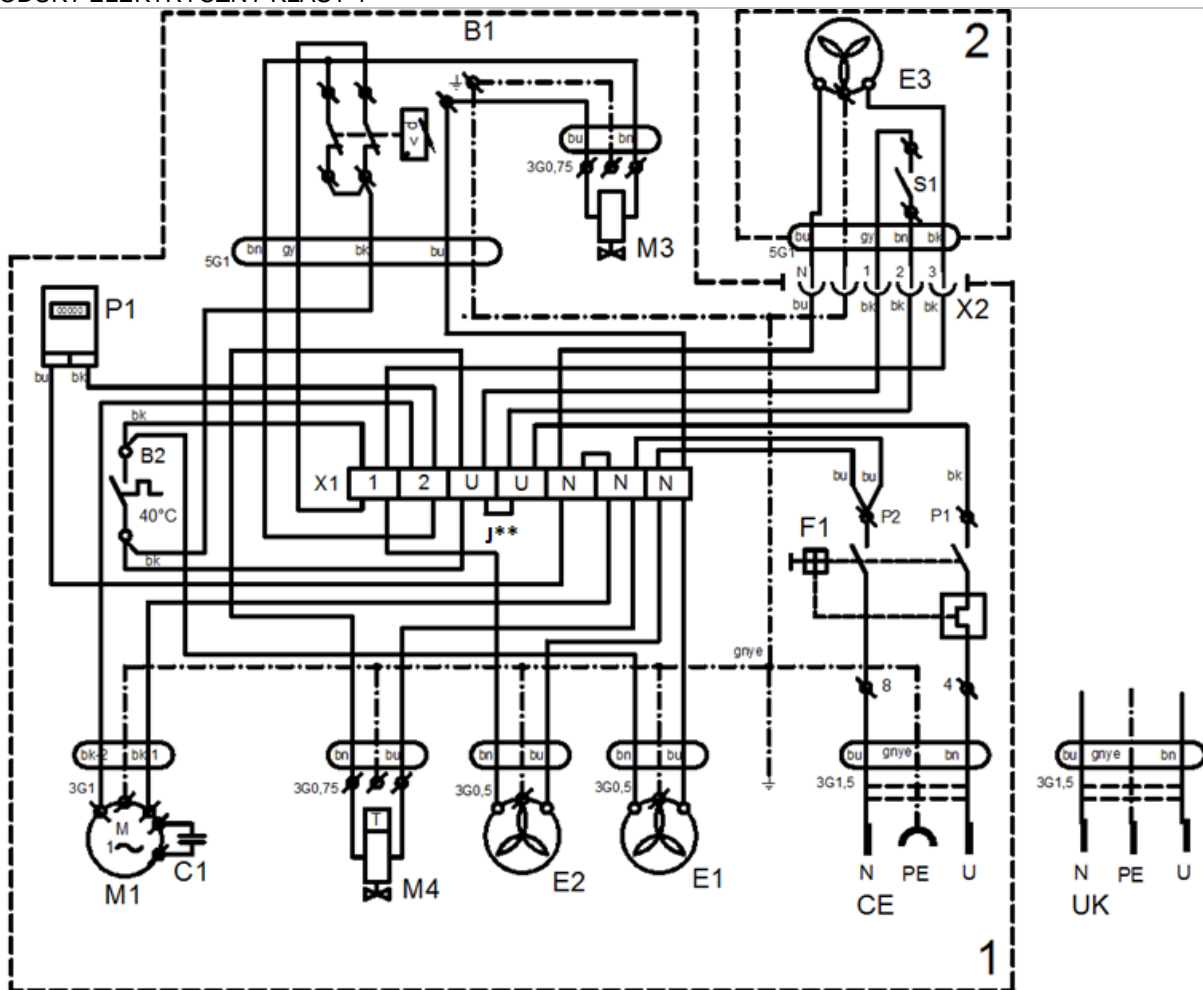 B1
2
E3
bu
bn
3G0,75
M3
S1
bn
gy
bk
bu
5G1
bu
gy
bn
bk
5G1
N
1
2
3
X2
bu
bk
bk
bk
P1
00000
bu
bk
bk
B2
40°C
bk
X1
1
2
U
U
N
N
N
J**
bu
bu
bk
P2
P1
F1
gnye
8
4
bk-2
bk-1
3G1
M
1
M1
C1
bn
bu
3G0,75
T
M4
bn
bu
3G0,5
E2
bn
bu
3G0,5
E1
bu
gnye
bn
3G1,5
N
PE
U
CE
bu
gnye
bn
3G1,5
N
PE
U
UK
1